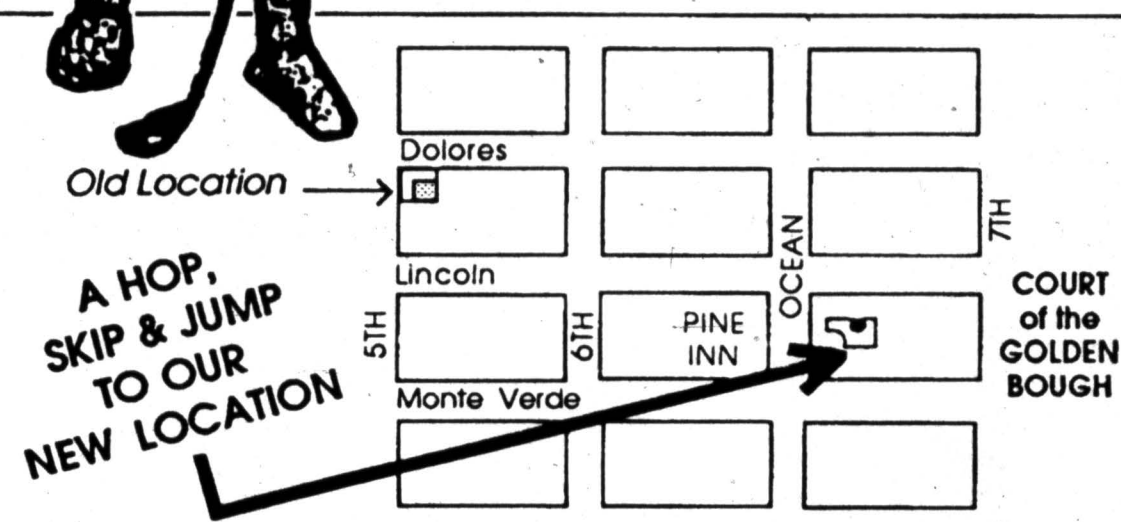 Dolores
Old Location
Lincoln
OCEAN
7TH
A HOP,
SKIP & JUMP
TO OUR
NEW LOCATION
5TH
6TH
PINE
INN
COURT
of the
GOLDEN
BOUGH
Monte Verde